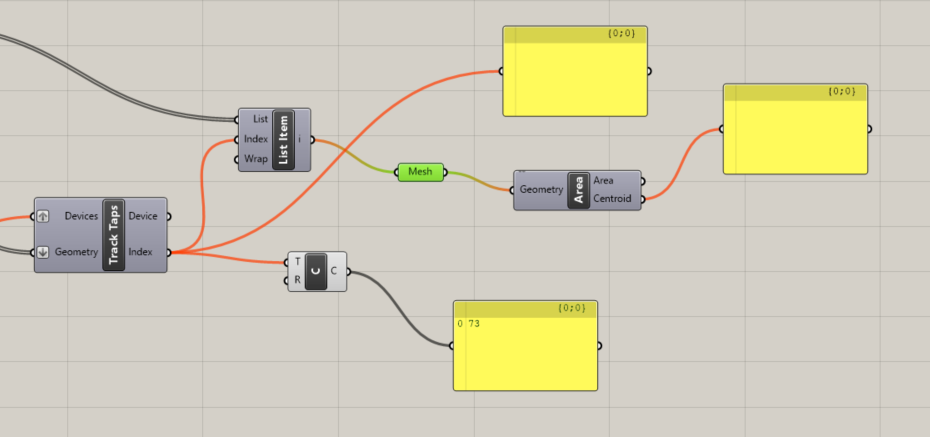 {0;0}
{0;0}
List
Index
Wrap
List Item
i
Mesh
Geometry
Area
Area
Centroid
Devices
Geometry
Track Taps
Device
Index
T
R
C
C
{0;0}
0 73